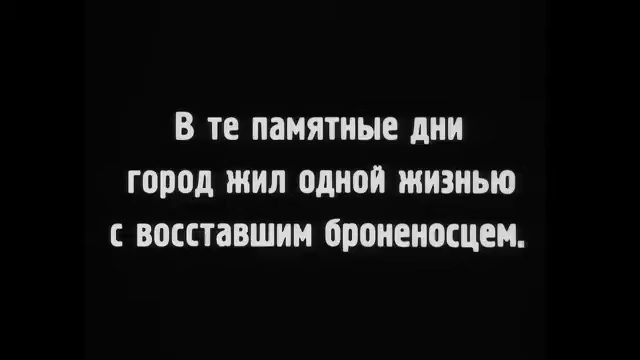 В те памятные дни
город жил одной жизнью
с восставшим броненосцем.